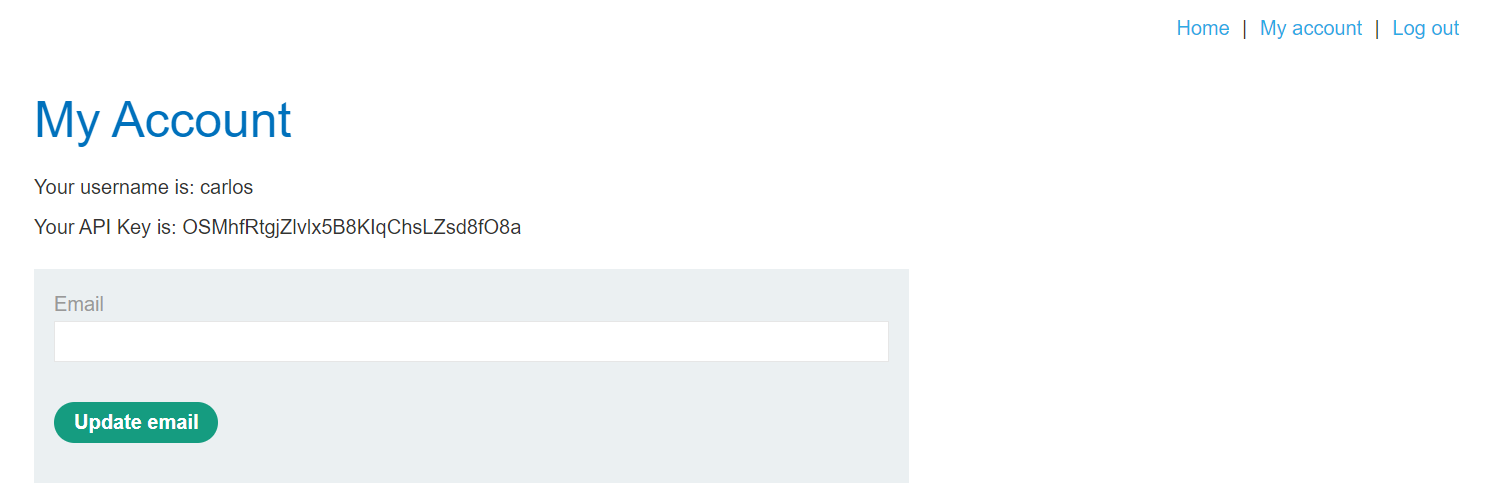 Home | My account | Log out
My Account
Your username is: carlos
Your API Key is: OSMhfRtgjZlvlx5B8KIqChsLZsd8fO8a
Email
Update email